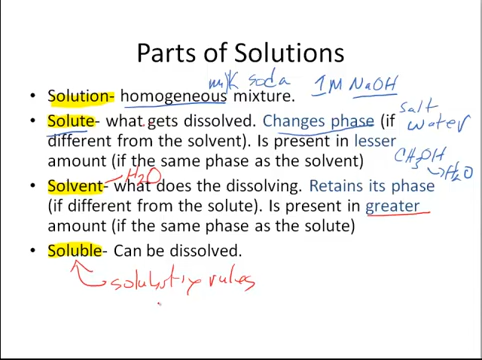 Parts of Solutions
milk soda 1M NaOH
• Solution- homogeneous mixture.
salt
• Solute- what gets dissolved. Changes phase (if water
different from the solvent). Is present in lesser
amount (if the same phase as the solvent) CH3OH
H2O
→H2O
• Solvent- what does the dissolving. Retains its phase
(if different from the solute). Is present in greater
amount (if the same phase as the solute)
• Soluble- Can be dissolved.
solubility rules